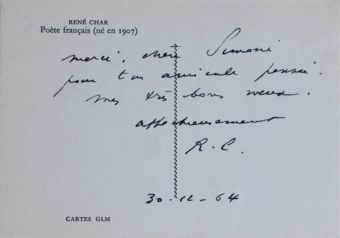 RENÉ CHAR
Poète français (né en 1907)
merci, chère Simone
pour ton amicale pensée.
mes très bons vœux.
affectueusement
R. C.
30-12-64
CARTES GLM